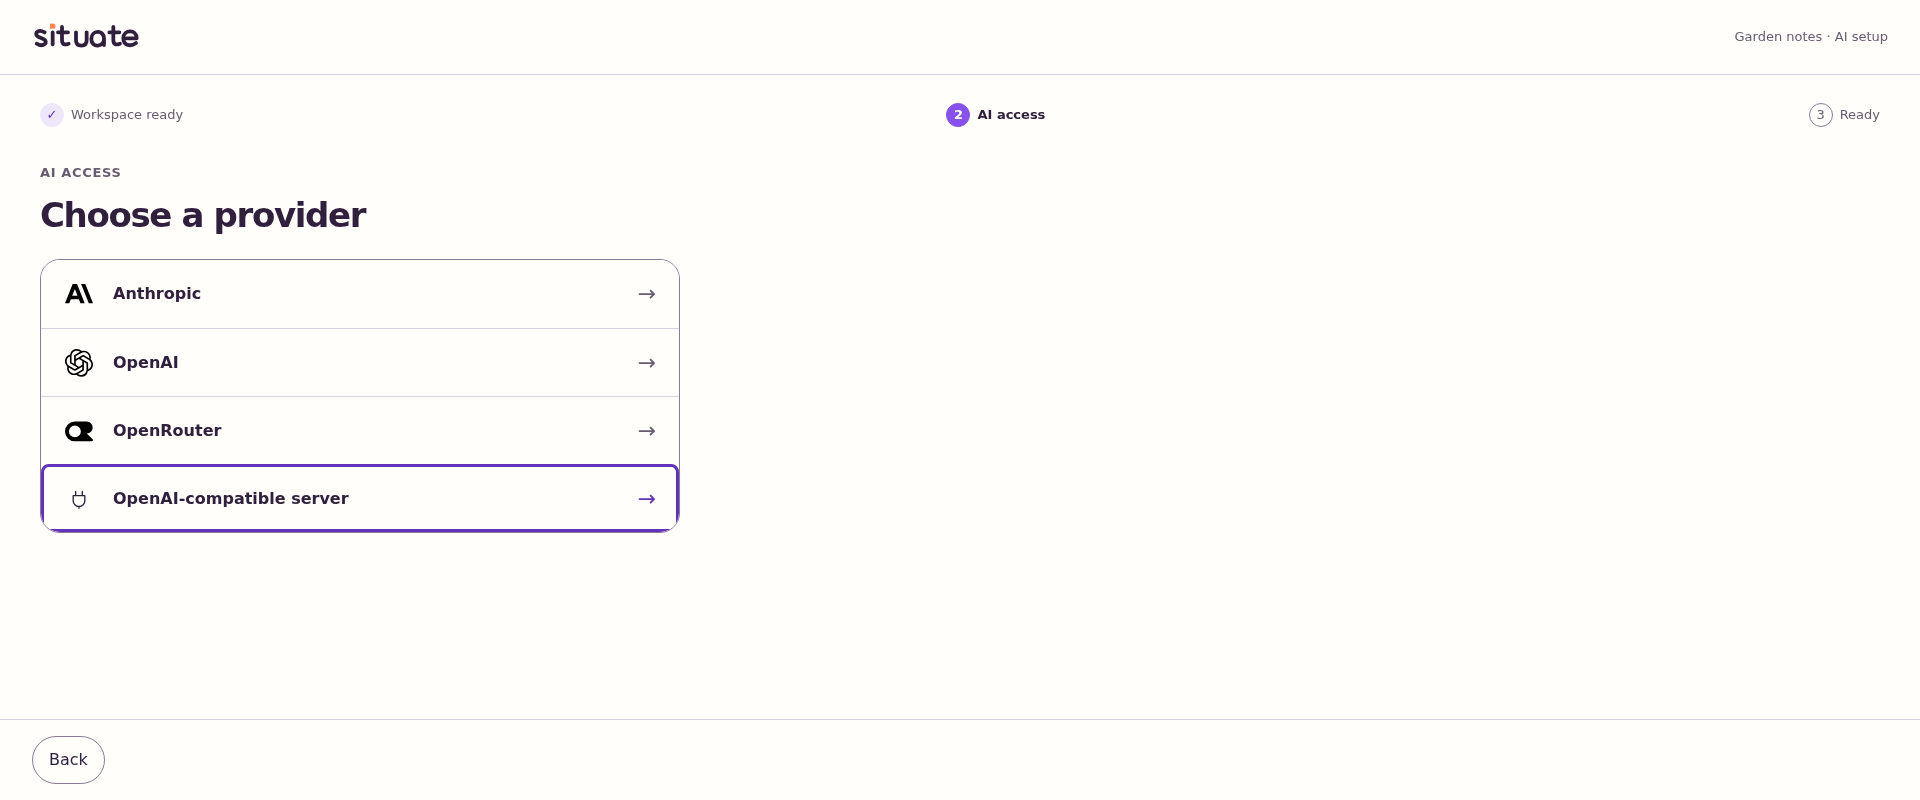 situate
Garden notes · AI setup
✓ Workspace ready
2 AI access
3 Ready
AI ACCESS
Choose a provider
Anthropic →
OpenAI →
OpenRouter →
OpenAI-compatible server →
Back